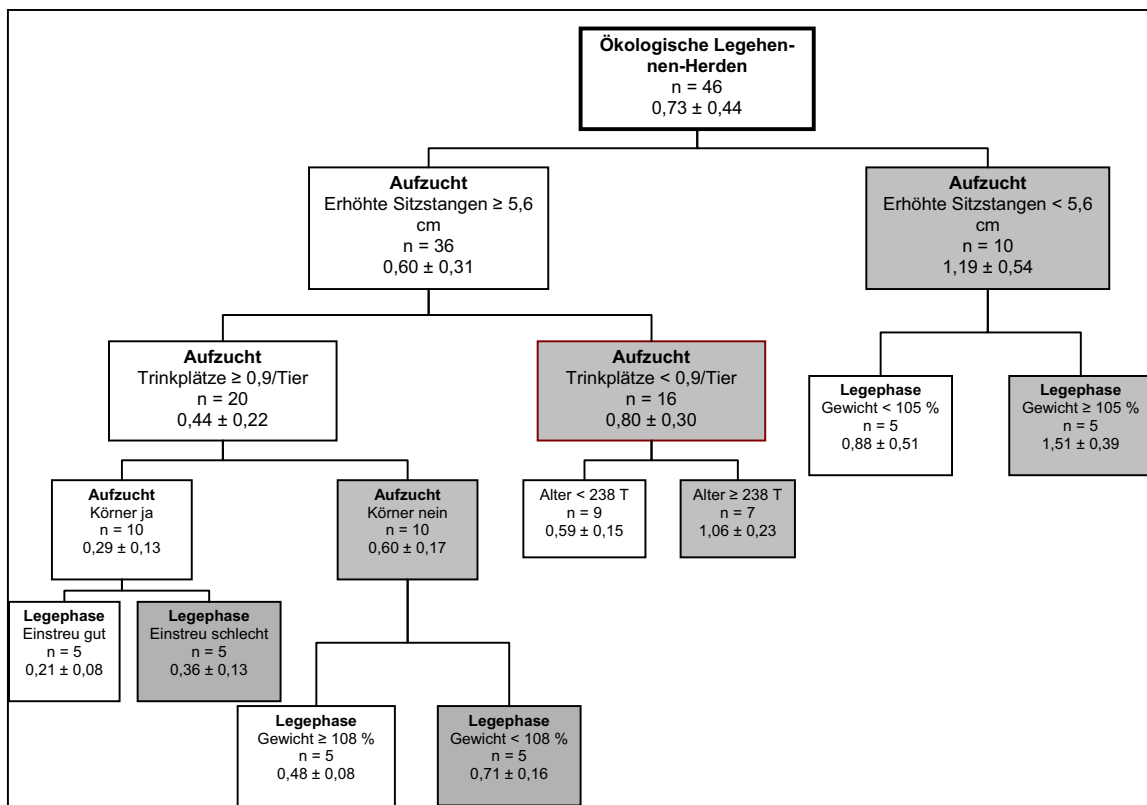 Ökologische Legehen-
nen-Herden
n = 46
0,73 ± 0,44
Aufzucht
Erhöhte Sitzstangen ≥ 5,6
cm
n = 36
0,60 ± 0,31
Aufzucht
Erhöhte Sitzstangen < 5,6
cm
n = 10
1,19 ± 0,54
Aufzucht
Trinkplätze ≥ 0,9/Tier
n = 20
0,44 ± 0,22
Aufzucht
Trinkplätze < 0,9/Tier
n = 16
0,80 ± 0,30
Legephase
Gewicht < 105 %
n = 5
0,88 ± 0,51
Legephase
Gewicht ≥ 105 %
n = 5
1,51 ± 0,39
Aufzucht
Körner ja
n = 10
0,29 ± 0,13
Aufzucht
Körner nein
n = 10
0,60 ± 0,17
Alter < 238 T
n = 9
0,59 ± 0,15
Alter ≥ 238 T
n = 7
1,06 ± 0,23
Legephase
Einstreu gut
n = 5
0,21 ± 0,08
Legephase
Einstreu schlecht
n = 5
0,36 ± 0,13
Legephase
Gewicht ≥ 108 %
n = 5
0,48 ± 0,08
Legephase
Gewicht < 108 %
n = 5
0,71 ± 0,16